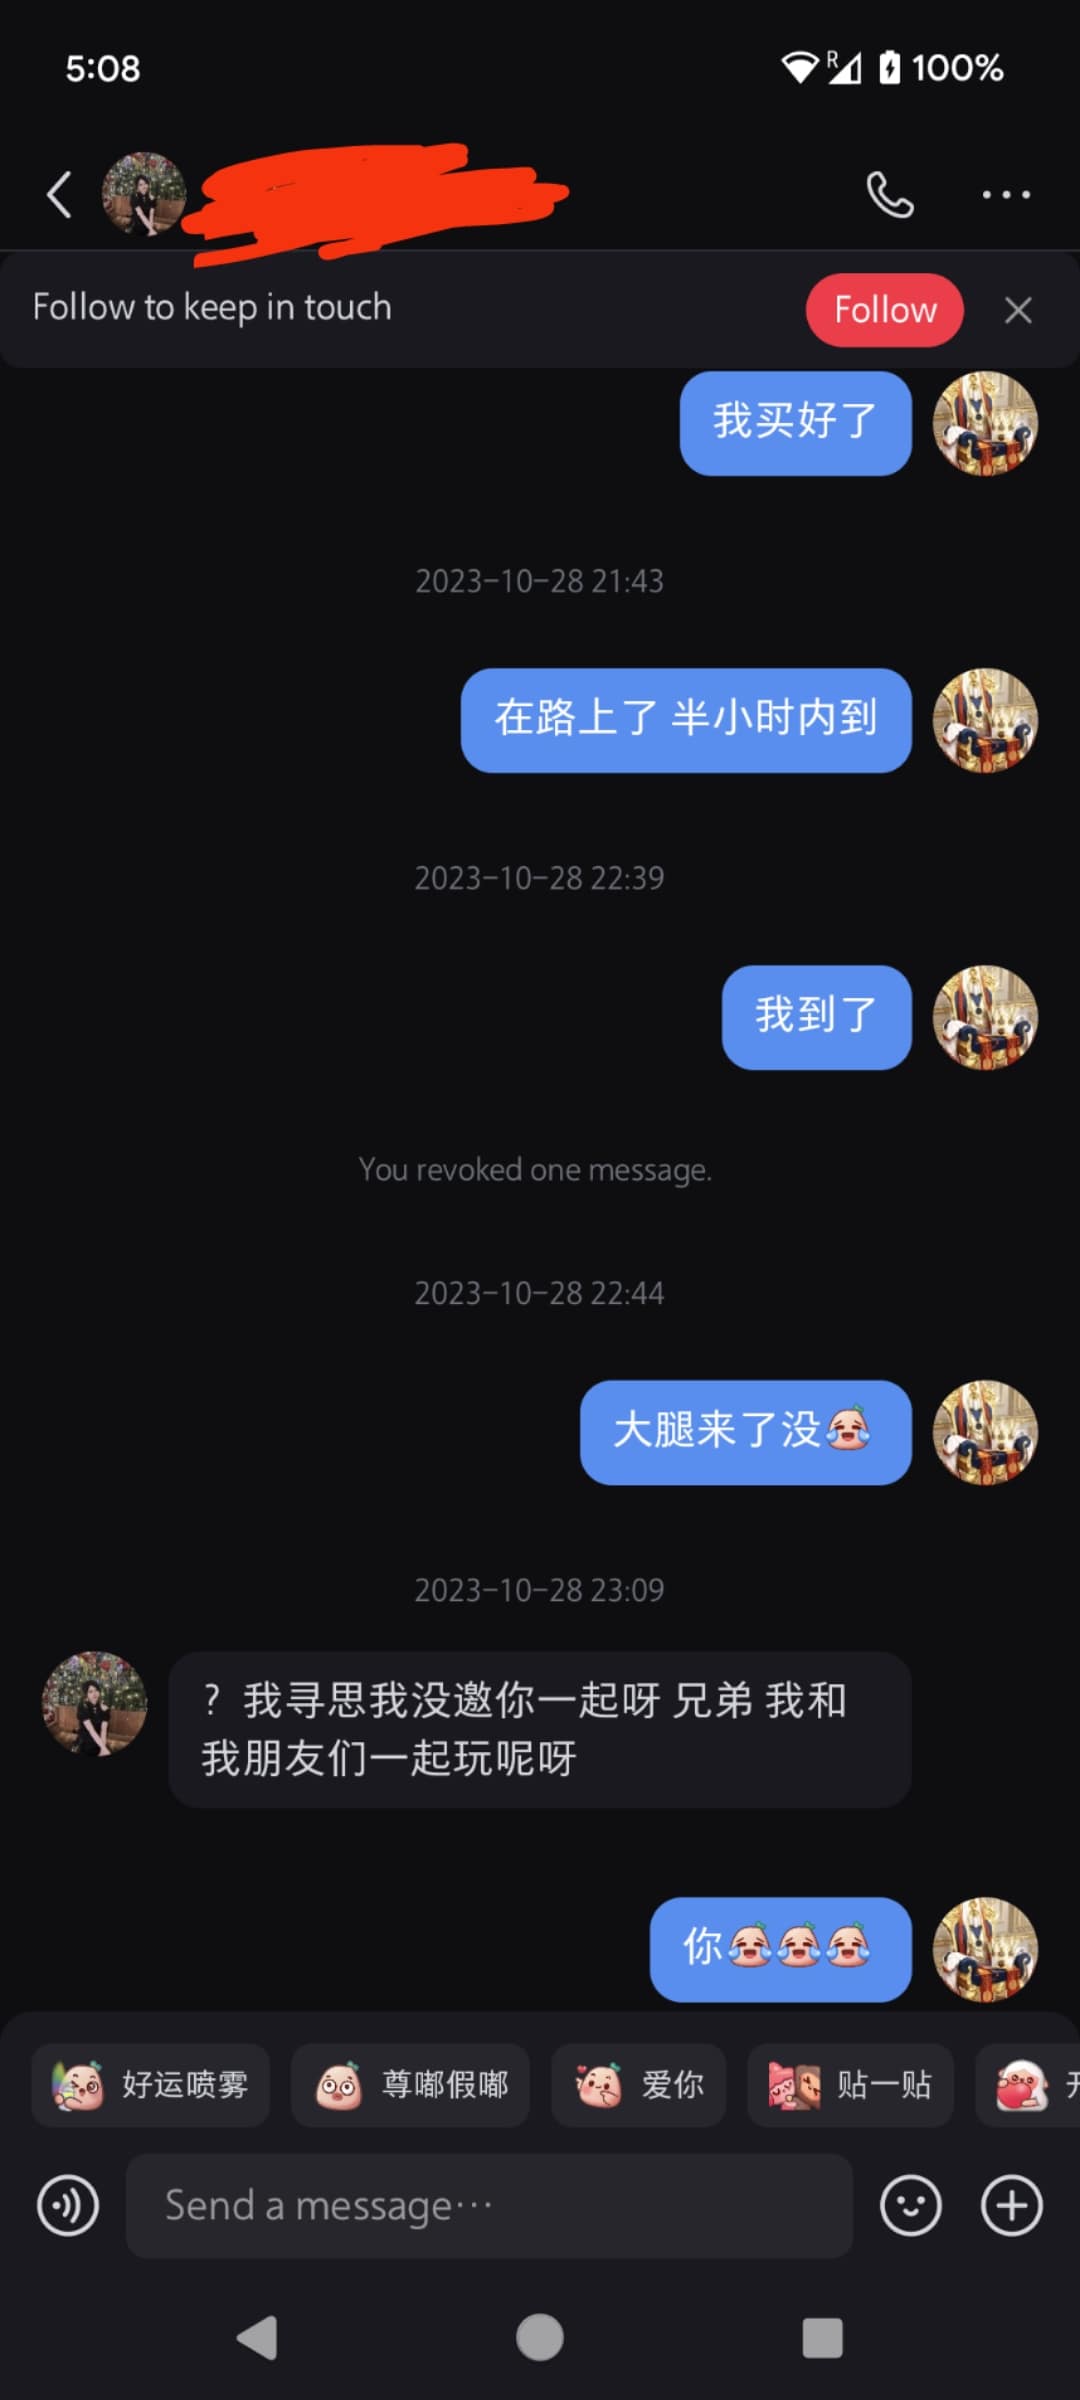 5:08
R
100%
Follow to keep in touch
Follow
我买好了
2023-10-28 21:43
在路上了 半小时内到
2023-10-28 22:39
我到了
You revoked one message.
2023-10-28 22:44
大腿来了没
2023-10-28 23:09
？我寻思我没邀你一起呀 兄弟 我和
我朋友们一起玩呢呀
你
好运喷雾 尊嘟假嘟 爱你 贴一贴
Send a message···